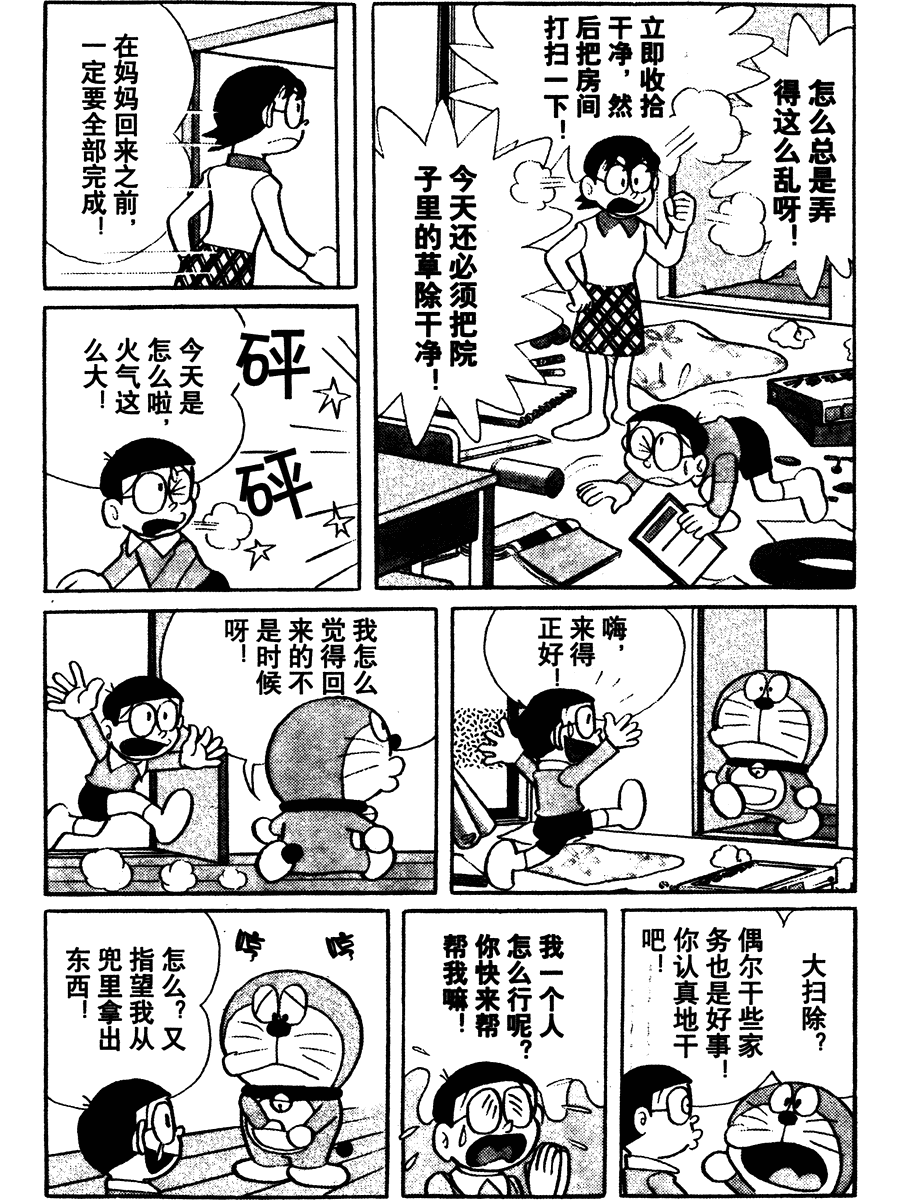 怎么总是弄
得这么乱呀！
立即收拾
干净，然
后把房间
打扫一下！
今天还必须把院
子里的草除干净！
在妈妈回来之前，
一定要全部完成！
砰
砰
今天是
怎么啦，
火气这
么大！
嗨，
来得
正好！
我怎么
觉得回
来的不
是时候
呀！
大扫除？
偶尔干些家
务也是好事！
你认真地干
吧！
我一个人
怎么行呢？
你快来帮
帮我嘛！
哼
哼
怎么？又
指望我从
兜里拿出
东西！